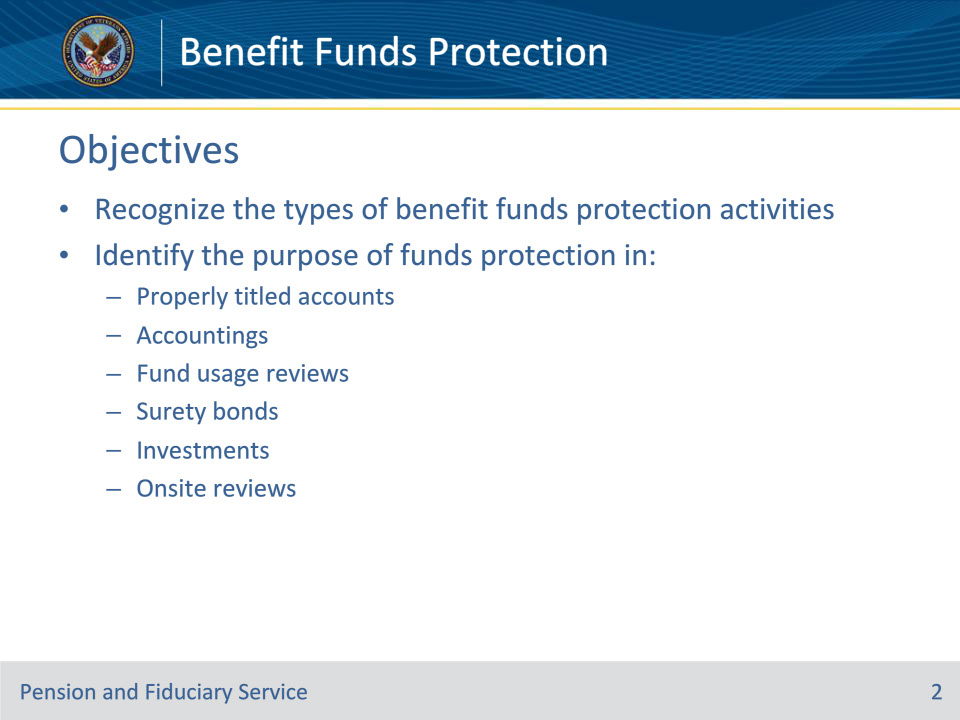 Benefit Funds Protection
Objectives
• Recognize the types of benefit funds protection activities
• Identify the purpose of funds protection in:
– Properly titled accounts
– Accountings
– Fund usage reviews
– Surety bonds
– Investments
– Onsite reviews
Pension and Fiduciary Service
2
DEPARTMENT OF VETERANS AFFAIRS
UNITED STATES OF AMERICA